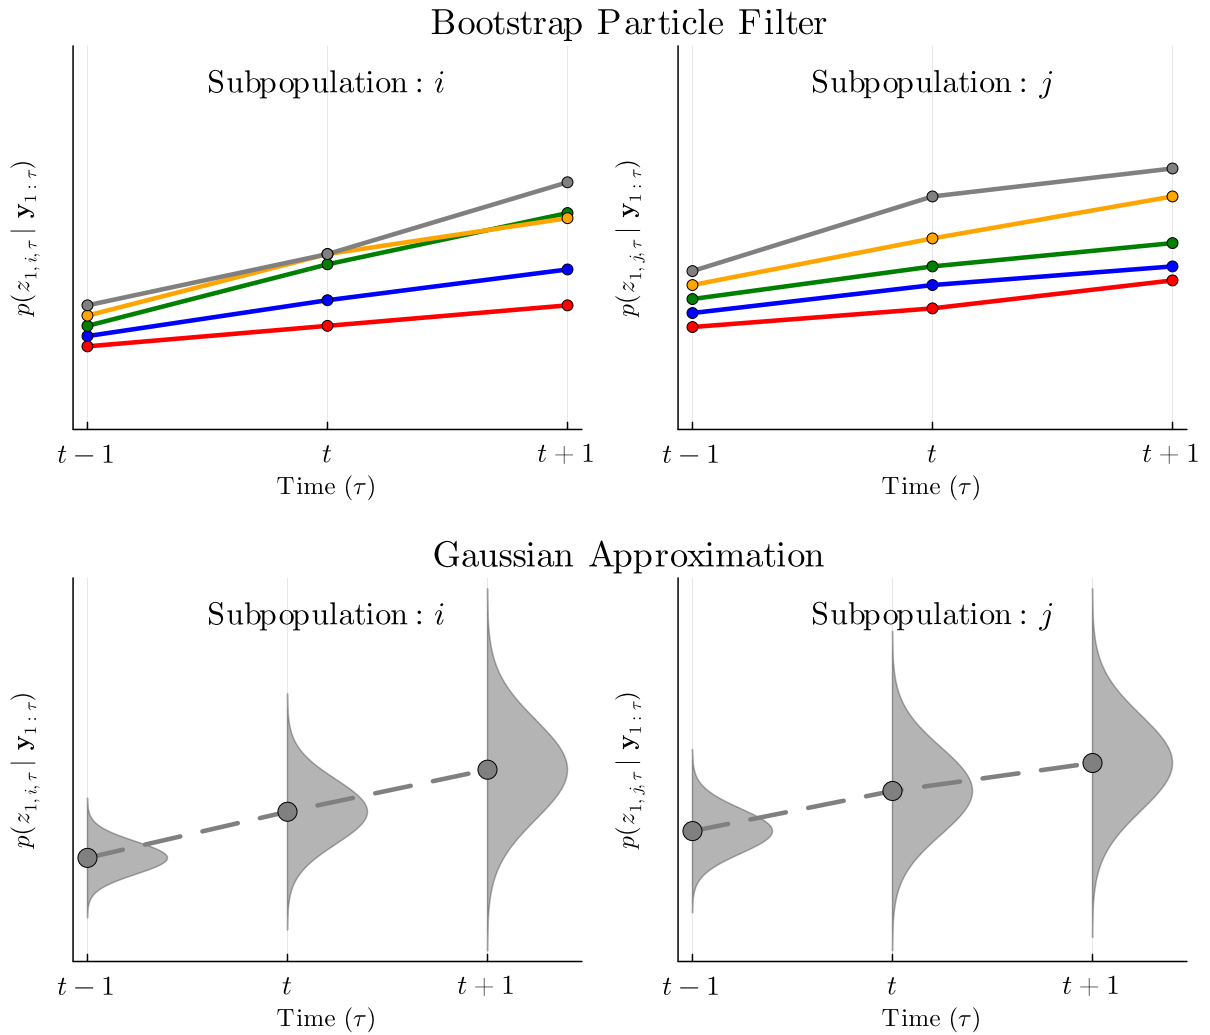 Bootstrap Particle Filter
Subpopulation : i
p(z_{1,i,τ} | y_{1:τ})
t − 1 t t + 1
Time (τ)
Subpopulation : j
p(z_{1,j,τ} | y_{1:τ})
t − 1 t t + 1
Time (τ)
Gaussian Approximation
Subpopulation : i
p(z_{1,i,τ} | y_{1:τ})
t − 1 t t + 1
Time (τ)
Subpopulation : j
p(z_{1,j,τ} | y_{1:τ})
t − 1 t t + 1
Time (τ)